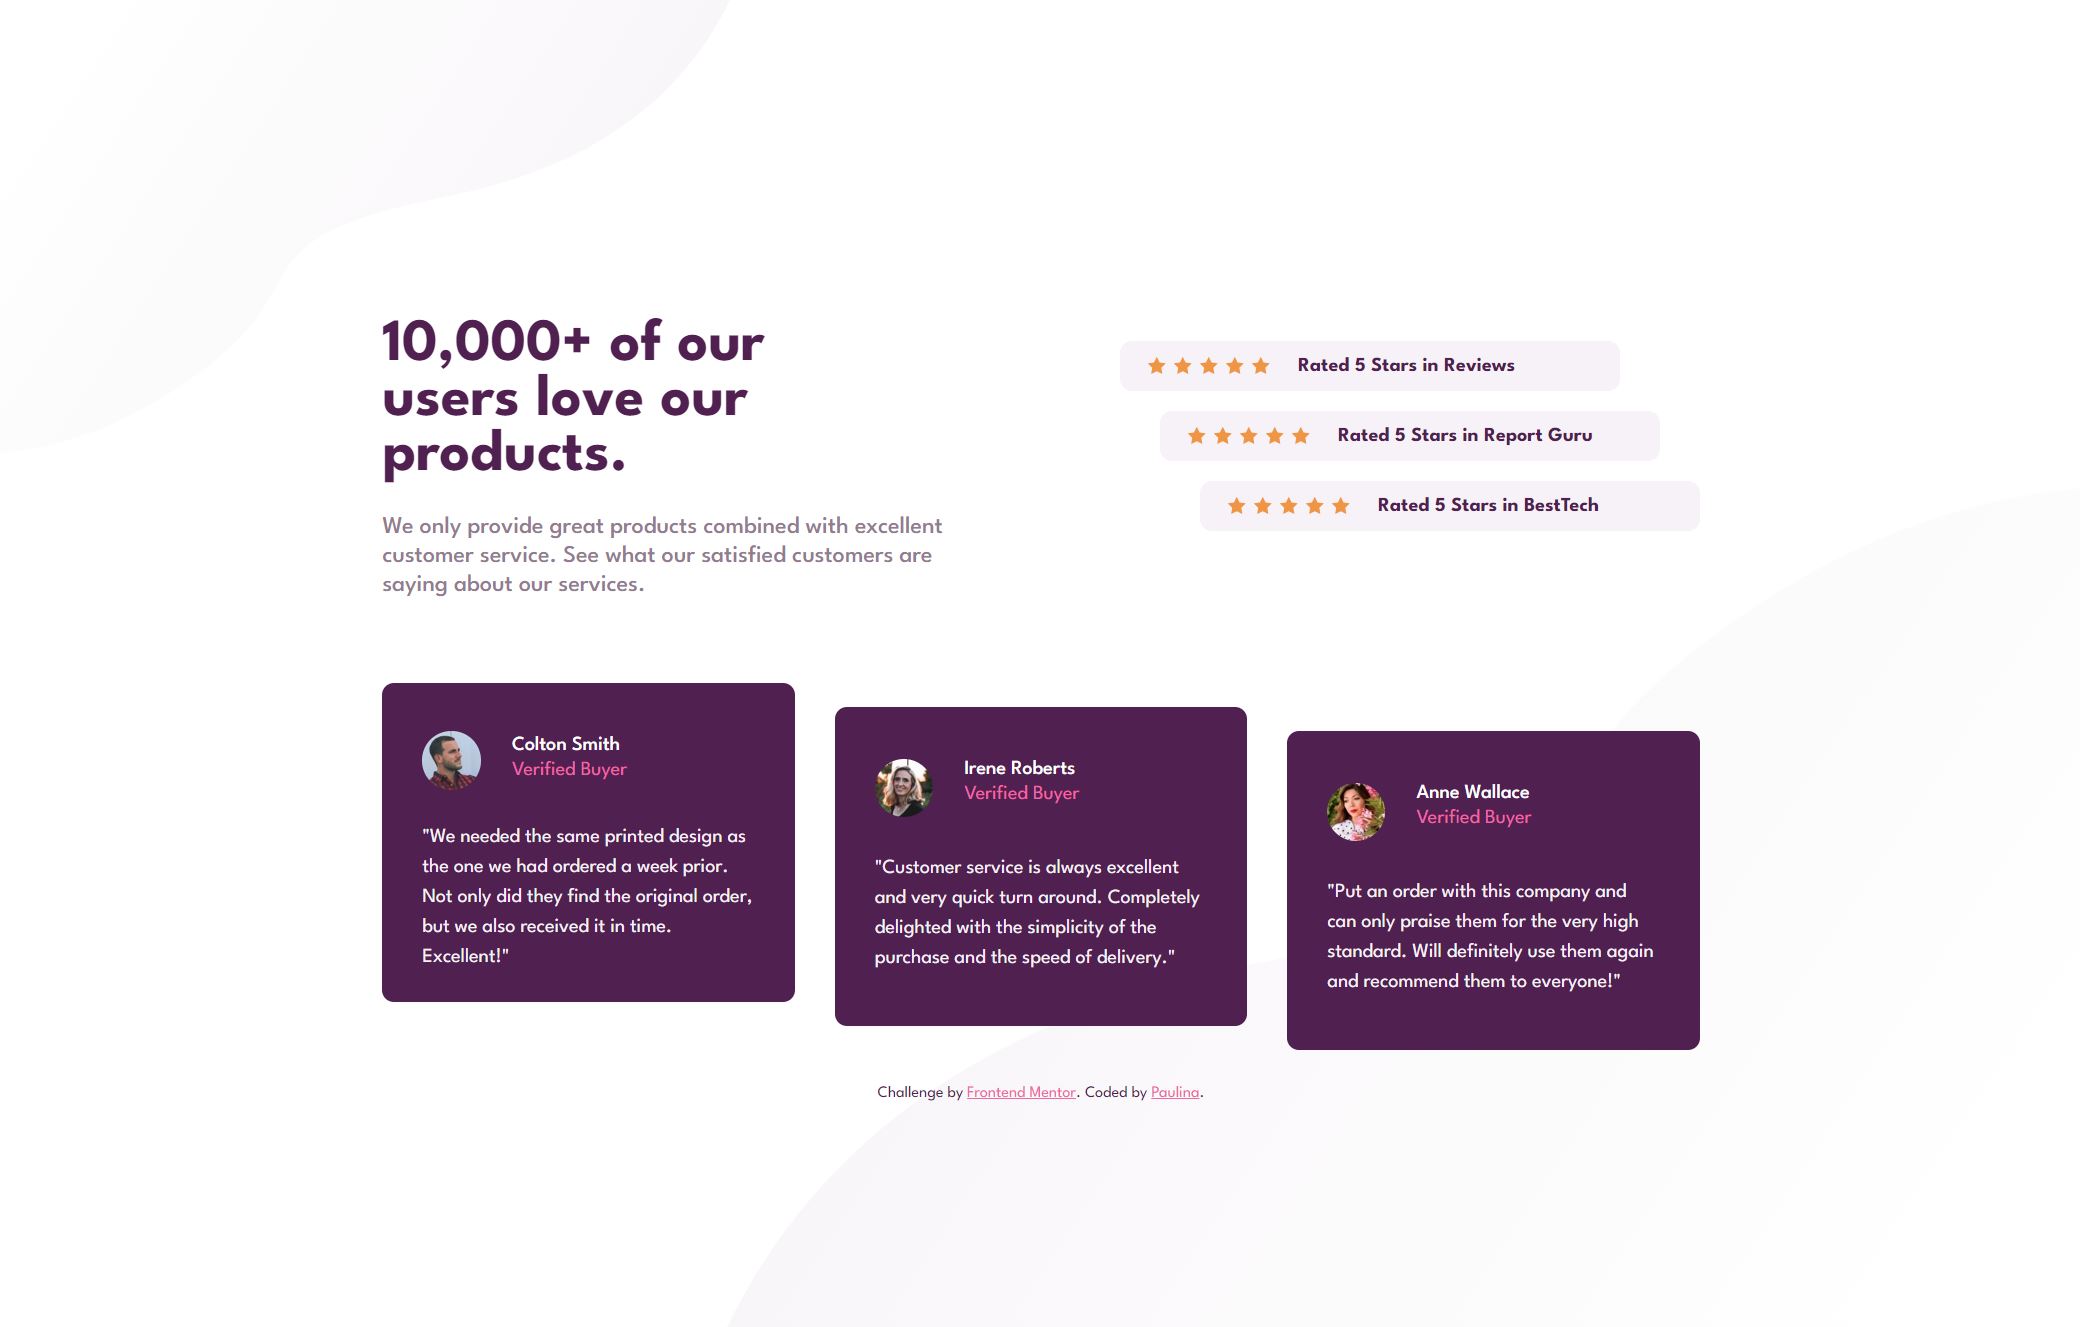 10,000+ of our
users love our
products.
We only provide great products combined with excellent
customer service. See what our satisfied customers are
saying about our services.
Rated 5 Stars in Reviews
Rated 5 Stars in Report Guru
Rated 5 Stars in BestTech
Colton Smith
Verified Buyer
"We needed the same printed design as
the one we had ordered a week prior.
Not only did they find the original order,
but we also received it in time.
Excellent!"
Irene Roberts
Verified Buyer
"Customer service is always excellent
and very quick turn around. Completely
delighted with the simplicity of the
purchase and the speed of delivery."
Anne Wallace
Verified Buyer
"Put an order with this company and
can only praise them for the very high
standard. Will definitely use them again
and recommend them to everyone!"
Challenge by Frontend Mentor. Coded by Paulina.